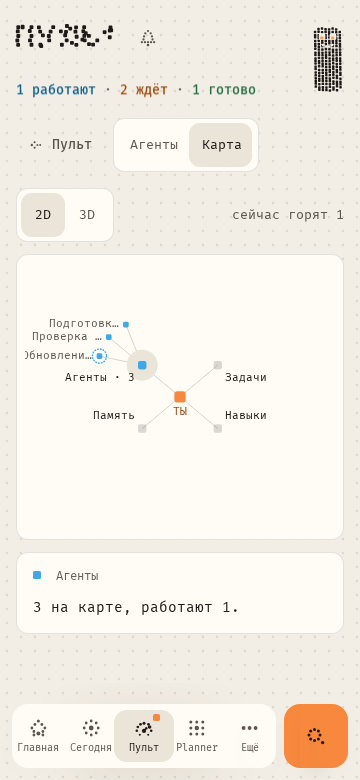 ПУЛЬТ
1 работают · 2 ждёт · 1 готово
Пульт
Агенты
Карта
2D
3D
сейчас горят 1
Подготовк…
Проверка …
Обновлени…
Агенты · 3
Задачи
ТЫ
Память
Навыки
Агенты
3 на карте, работают 1.
Главная
Сегодня
Пульт
Planner
Ещё